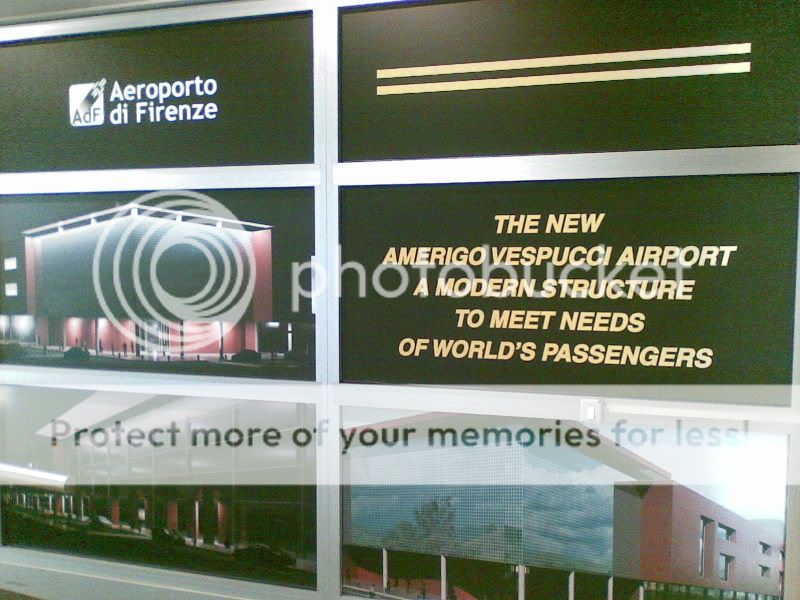 Aeroporto
di Firenze
AdF
THE NEW
AMERIGO VESPUCCI AIRPORT
A MODERN STRUCTURE
TO MEET NEEDS
OF WORLD'S PASSENGERS
photobucket
Protect more of your memories for less!